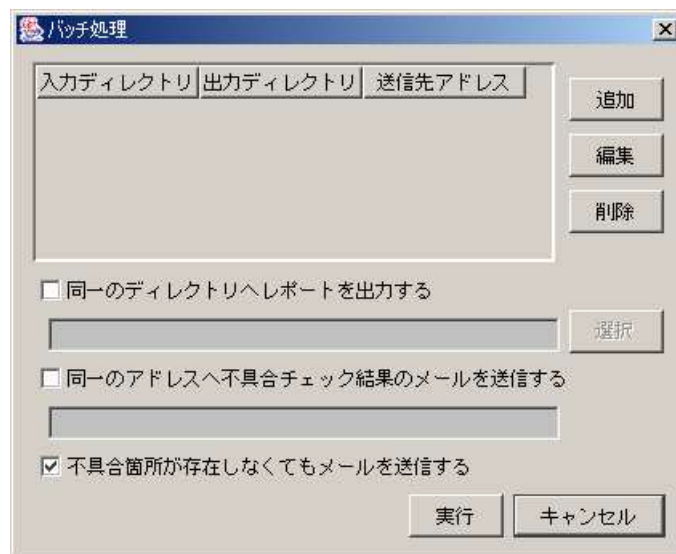 バッチ処理
入力ディレクトリ 出力ディレクトリ 送信先アドレス
追加
編集
削除
同一のディレクトリへレポートを出力する
選択
同一のアドレスへ不具合チェック結果のメールを送信する
不具合箇所が存在しなくてもメールを送信する
実行 キャンセル